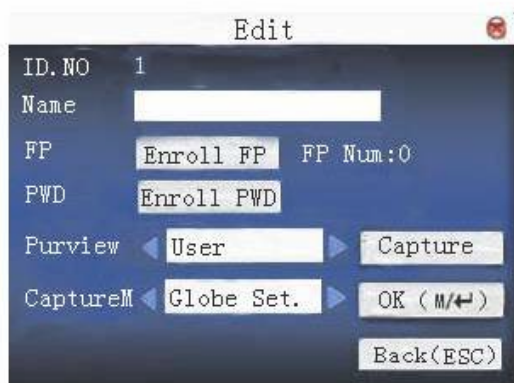 Edit
ID.NO 1
Name
FP Enroll FP FP Num:0
PWD Enroll PWD
Purview User Capture
CaptureM Globe Set. OK (M/↵)
Back(ESC)